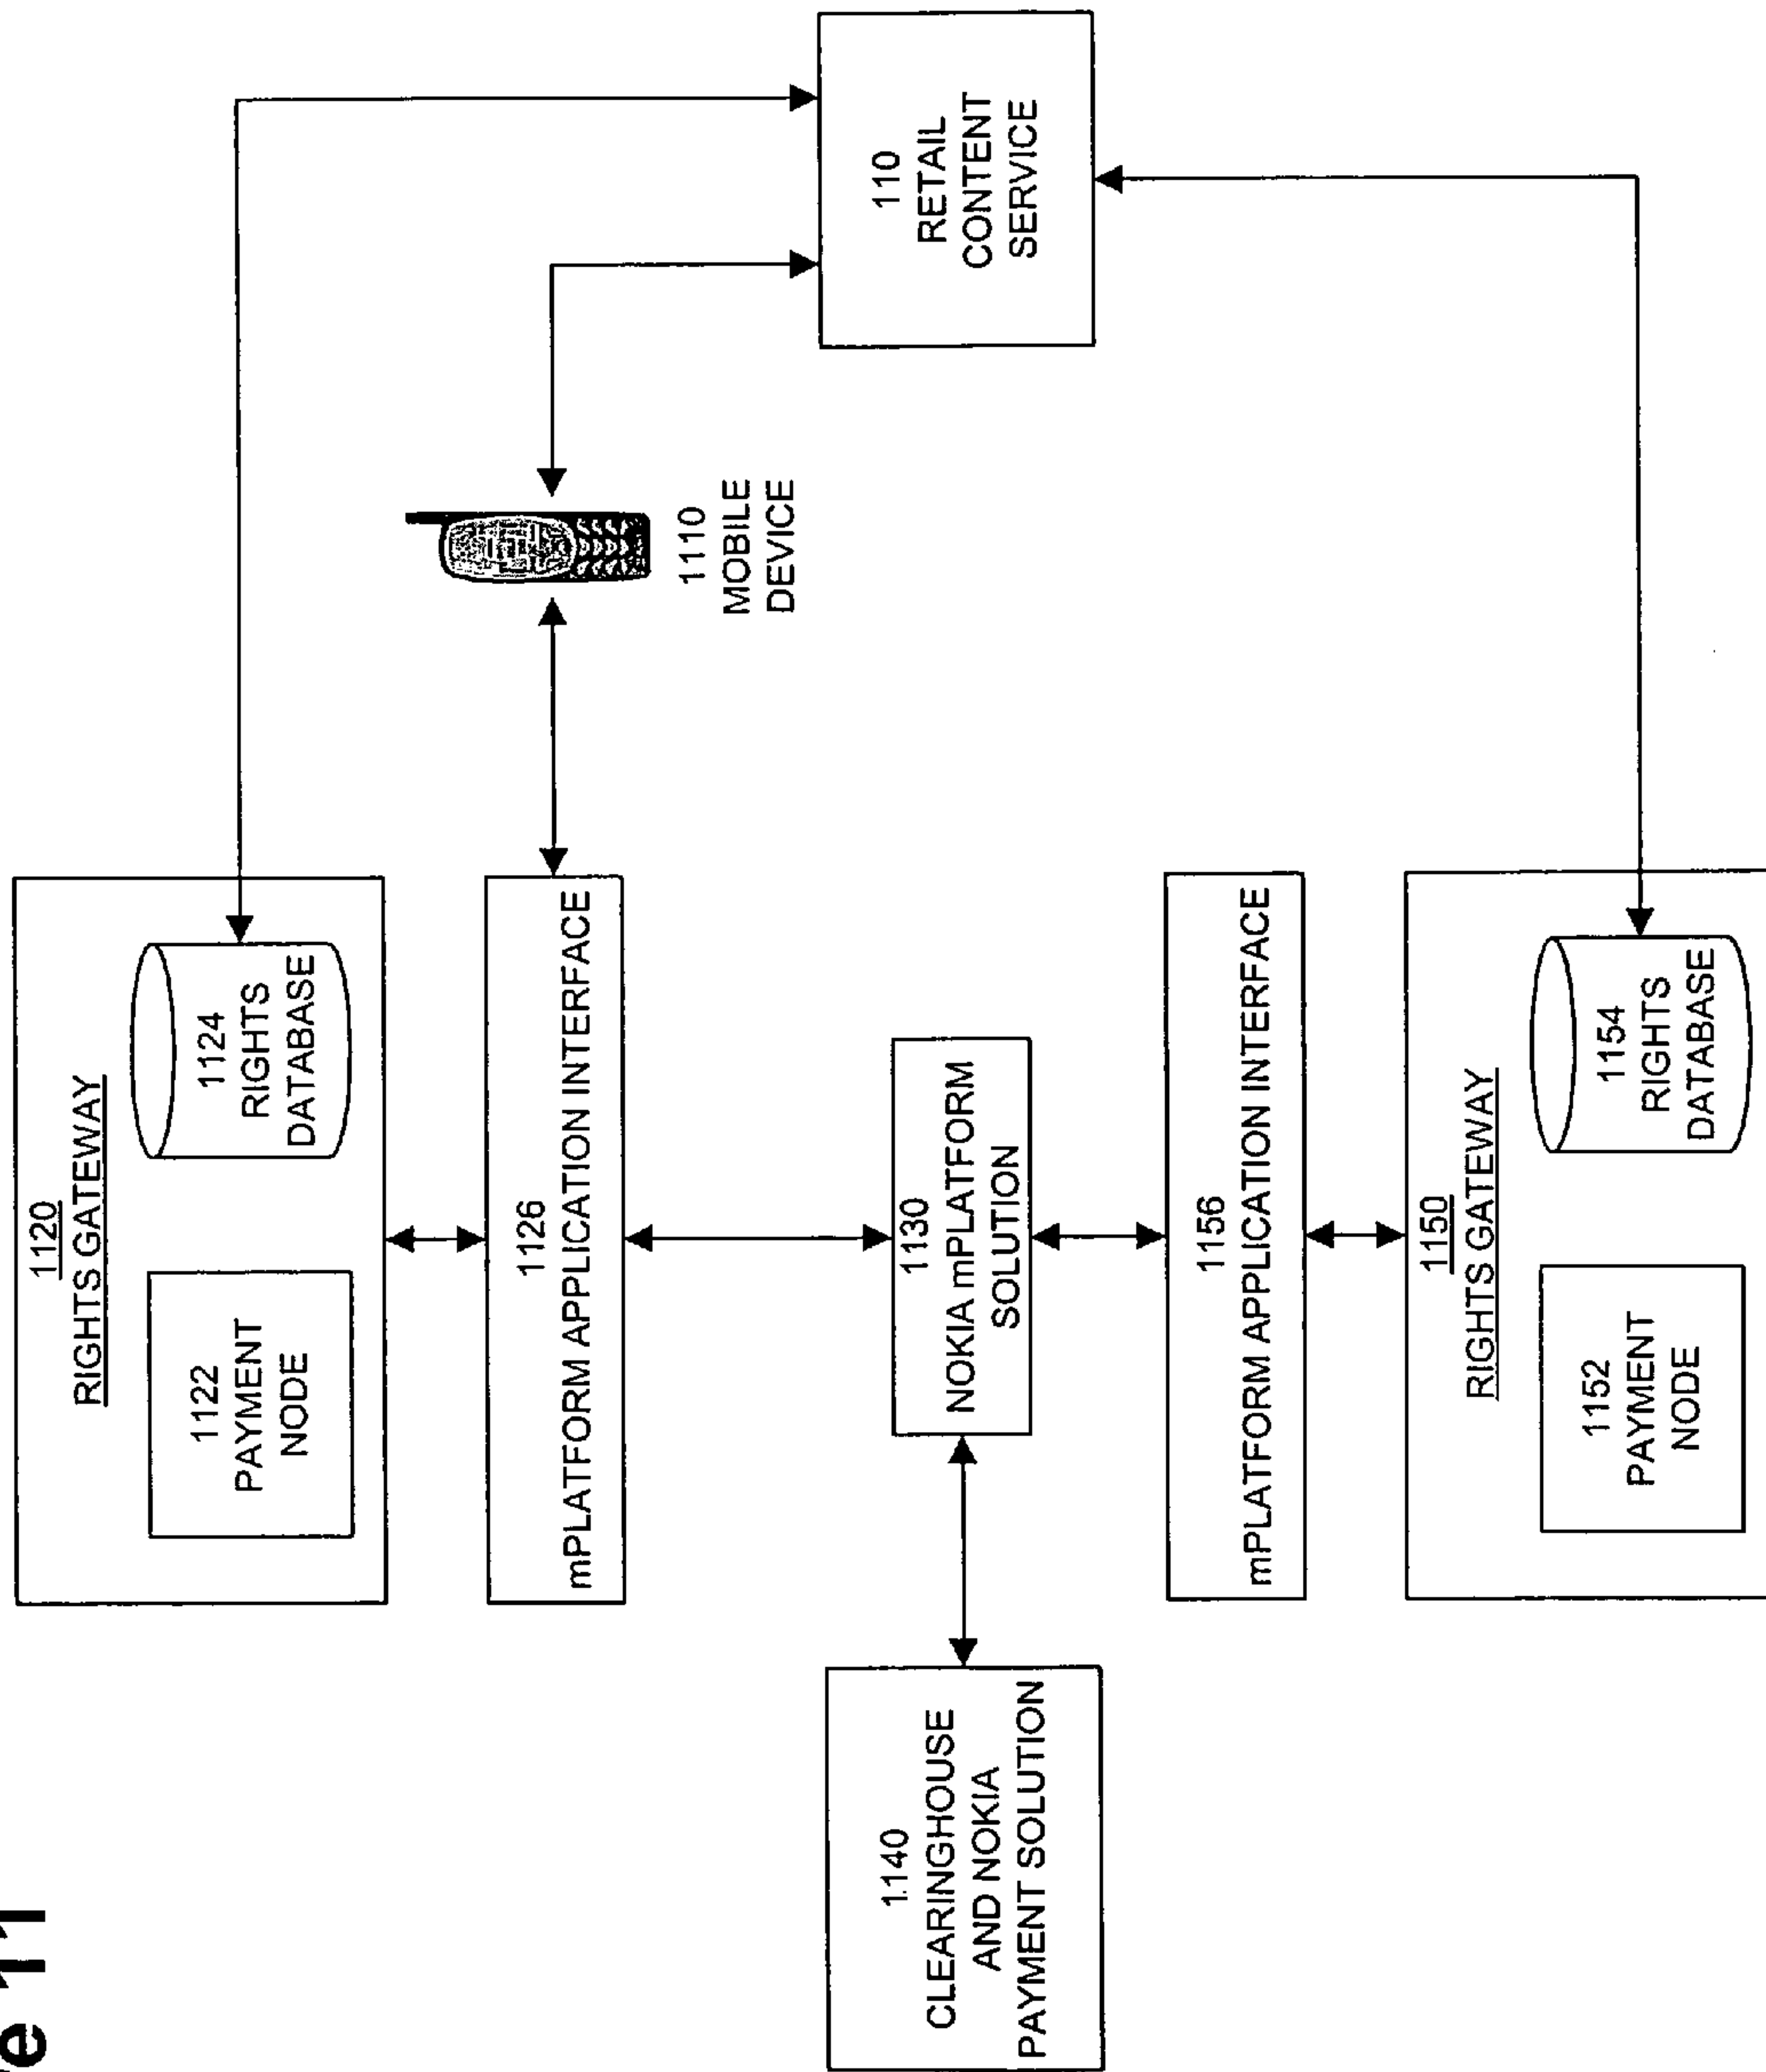 e 11
1150
RIGHTS GATEWAY
1152
PAYMENT
NODE
1154
RIGHTS
DATABASE
1156
mPLATFORM APPLICATION INTERFACE
1140
CLEARINGHOUSE
AND NOKIA
PAYMENT SOLUTION
1130
NOKIA mPLATFORM
SOLUTION
1126
mPLATFORM APPLICATION INTERFACE
1120
RIGHTS GATEWAY
1122
PAYMENT
NODE
1124
RIGHTS
DATABASE
1110
MOBILE
DEVICE
110
RETAIL
CONTENT
SERVICE